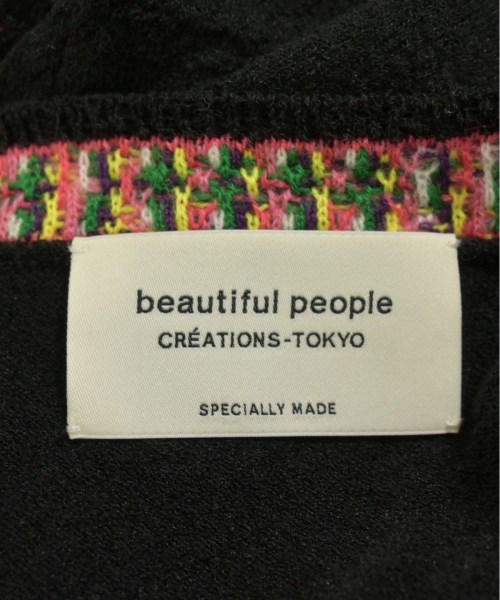 beautiful people
CRÉATIONS-TOKYO
SPECIALLY MADE